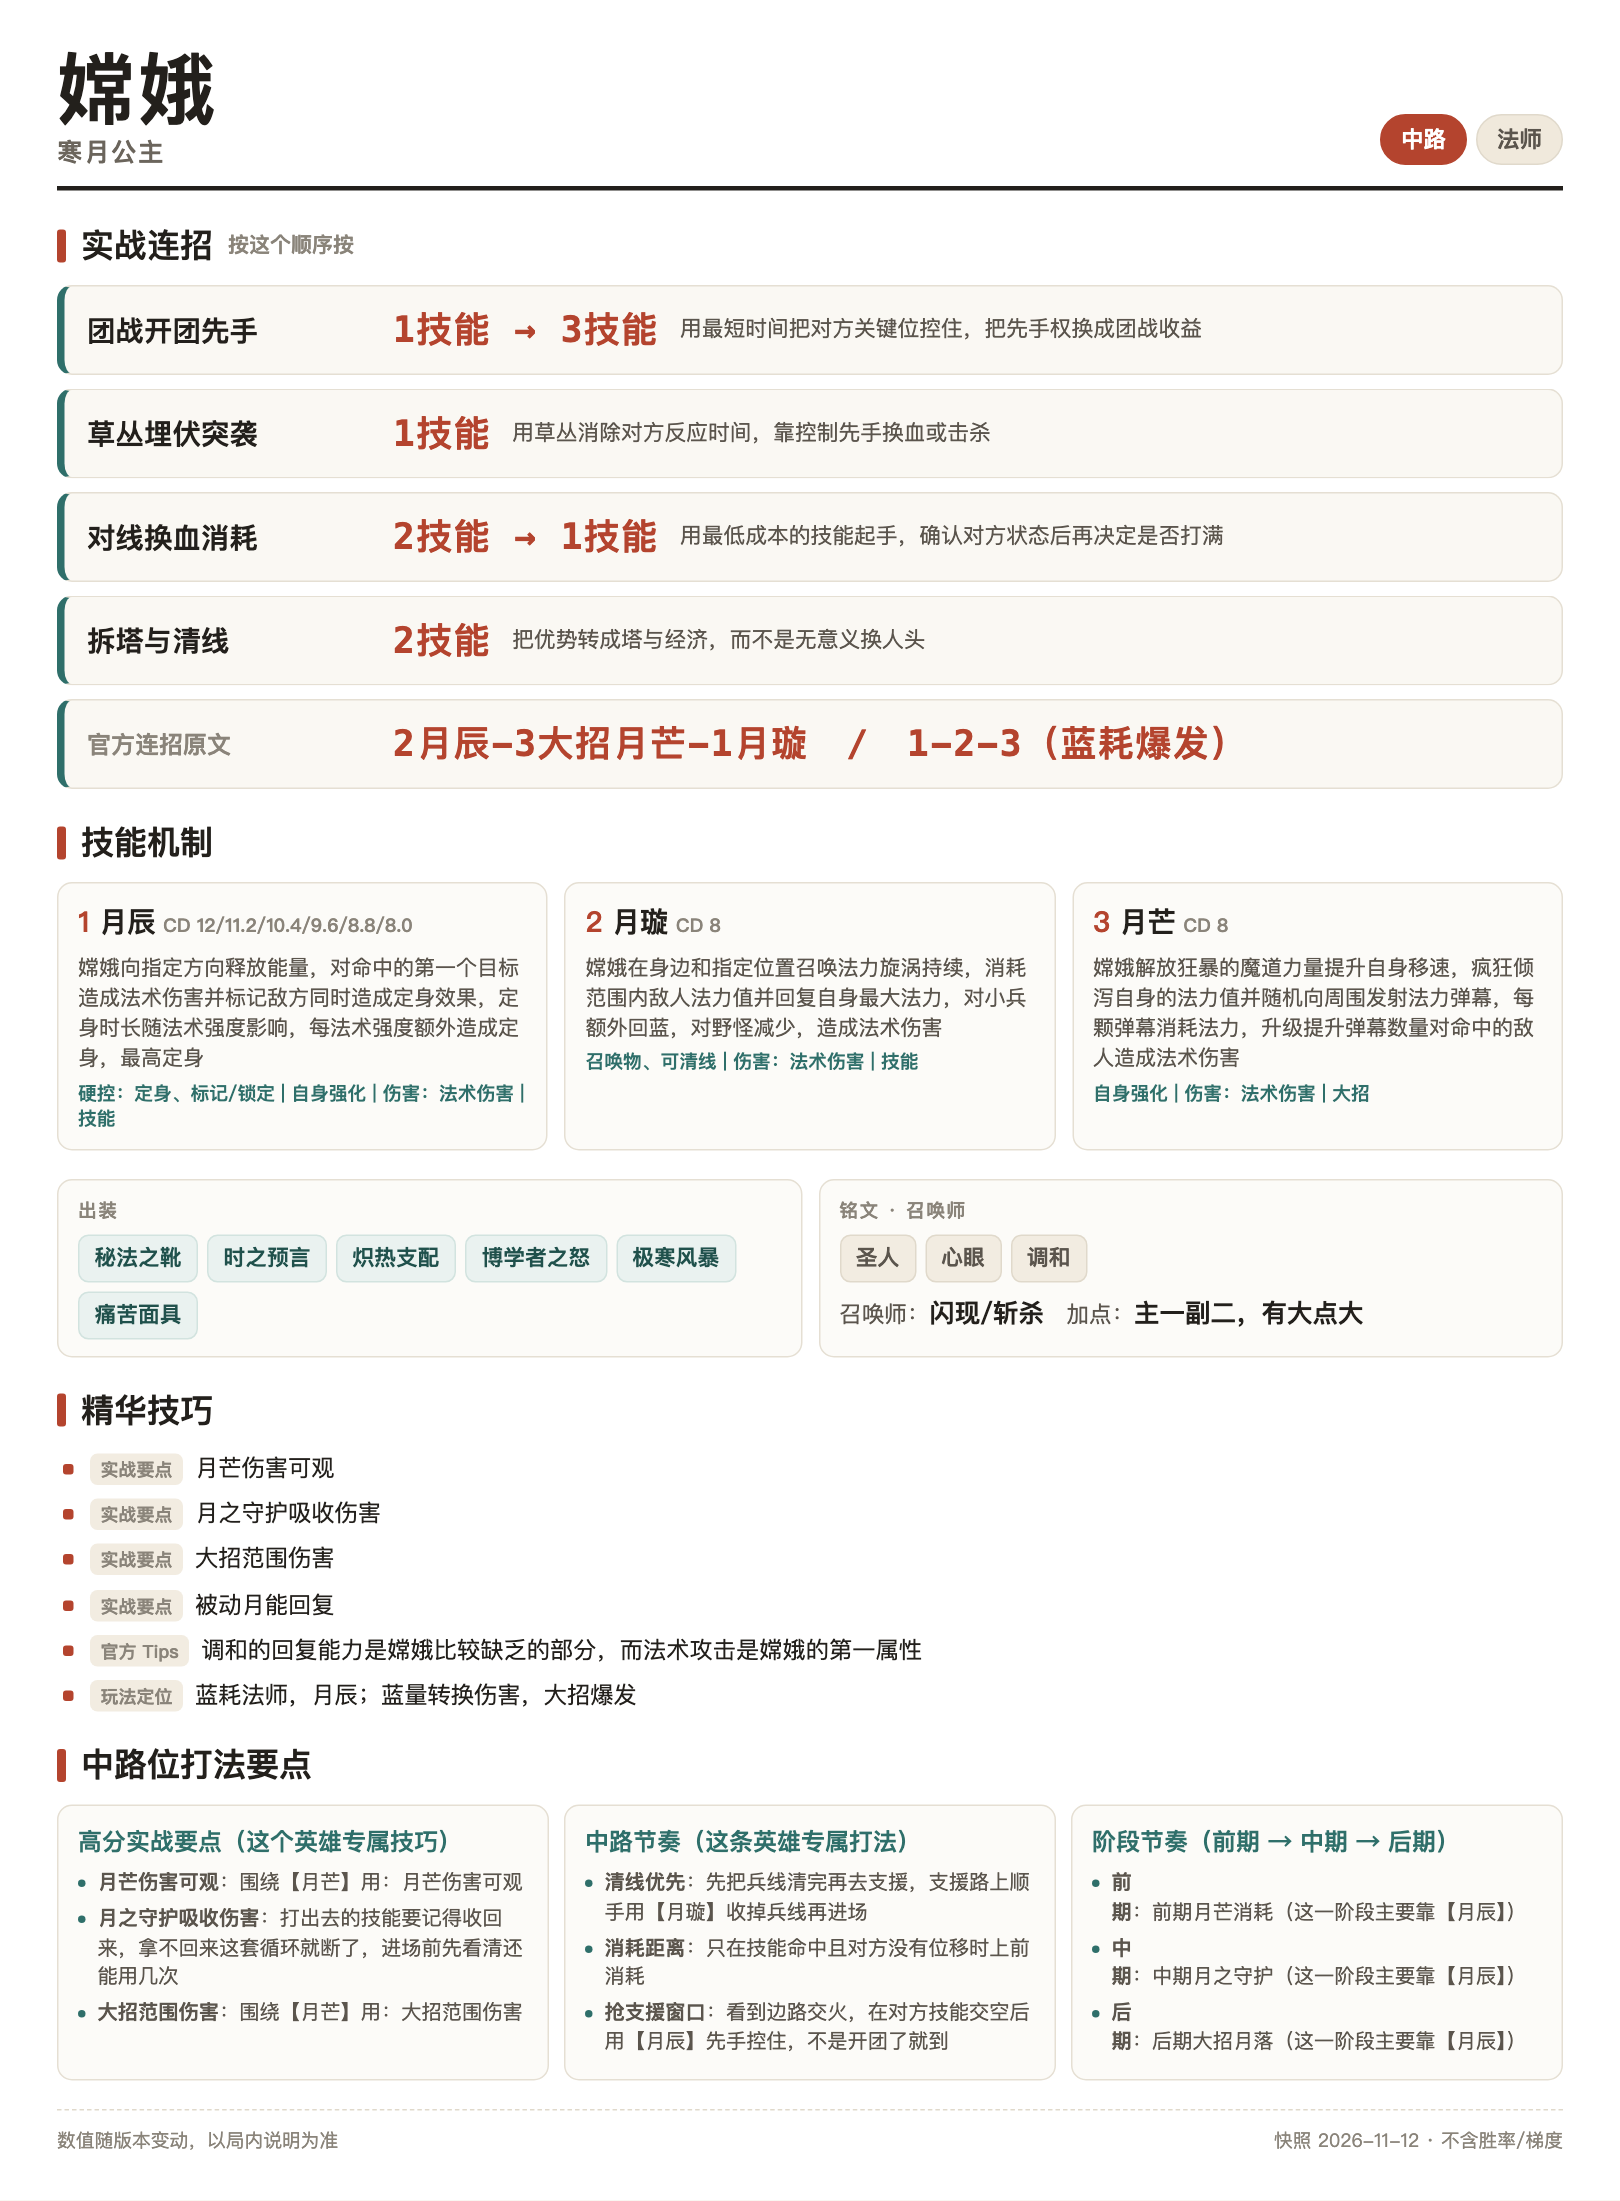 嫦娥
寒月公主
中路
法师
实战连招 按这个顺序按
团战开团先手 1技能 → 3技能 用最短时间把对方关键位控住，把先手权换成团战收益
草丛埋伏突袭 1技能 用草丛消除对方反应时间，靠控制先手换血或击杀
对线换血消耗 2技能 → 1技能 用最低成本的技能起手，确认对方状态后再决定是否打满
拆塔与清线 2技能 把优势转成塔与经济，而不是无意义换人头
官方连招原文 2月辰–3大招月芒–1月璇 / 1–2–3（蓝耗爆发）
技能机制
1 月辰 CD 12/11.2/10.4/9.6/8.8/8.0
嫦娥向指定方向释放能量，对命中的第一个目标
造成法术伤害并标记敌方同时造成定身效果，定
身时长随法术强度影响，每法术强度额外造成定
身，最高定身
硬控：定身、标记/锁定 | 自身强化 | 伤害：法术伤害 |
技能
2 月璇 CD 8
嫦娥在身边和指定位置召唤法力旋涡持续，消耗
范围内敌人法力值并回复自身最大法力，对小兵
额外回蓝，对野怪减少，造成法术伤害
召唤物、可清线 | 伤害：法术伤害 | 技能
3 月芒 CD 8
嫦娥解放狂暴的魔道力量提升自身移速，疯狂倾
泻自身的法力值并随机向周围发射法力弹幕，每
颗弹幕消耗法力，升级提升弹幕数量对命中的敌
人造成法术伤害
自身强化 | 伤害：法术伤害 | 大招
出装
秘法之靴 时之预言 炽热支配 博学者之怒 极寒风暴
痛苦面具
铭文 · 召唤师
圣人 心眼 调和
召唤师：闪现/斩杀 加点：主一副二，有大点大
精华技巧
实战要点 月芒伤害可观
实战要点 月之守护吸收伤害
实战要点 大招范围伤害
实战要点 被动月能回复
官方 Tips 调和的回复能力是嫦娥比较缺乏的部分，而法术攻击是嫦娥的第一属性
玩法定位 蓝耗法师，月辰；蓝量转换伤害，大招爆发
中路位打法要点
高分实战要点（这个英雄专属技巧）
月芒伤害可观：围绕【月芒】用：月芒伤害可观
月之守护吸收伤害：打出去的技能要记得收回
来，拿不回来这套循环就断了，进场前先看清还
能用几次
大招范围伤害：围绕【月芒】用：大招范围伤害
中路节奏（这条英雄专属打法）
清线优先：先把兵线清完再去支援，支援路上顺
手用【月璇】收掉兵线再进场
消耗距离：只在技能命中且对方没有位移时上前
消耗
抢支援窗口：看到边路交火，在对方技能交空后
用【月辰】先手控住，不是开团了就到
阶段节奏（前期 → 中期 → 后期）
前
期：前期月芒消耗（这一阶段主要靠【月辰】）
中
期：中期月之守护（这一阶段主要靠【月辰】）
后
期：后期大招月落（这一阶段主要靠【月辰】）
数值随版本变动，以局内说明为准
快照 2026–11–12 · 不含胜率/梯度